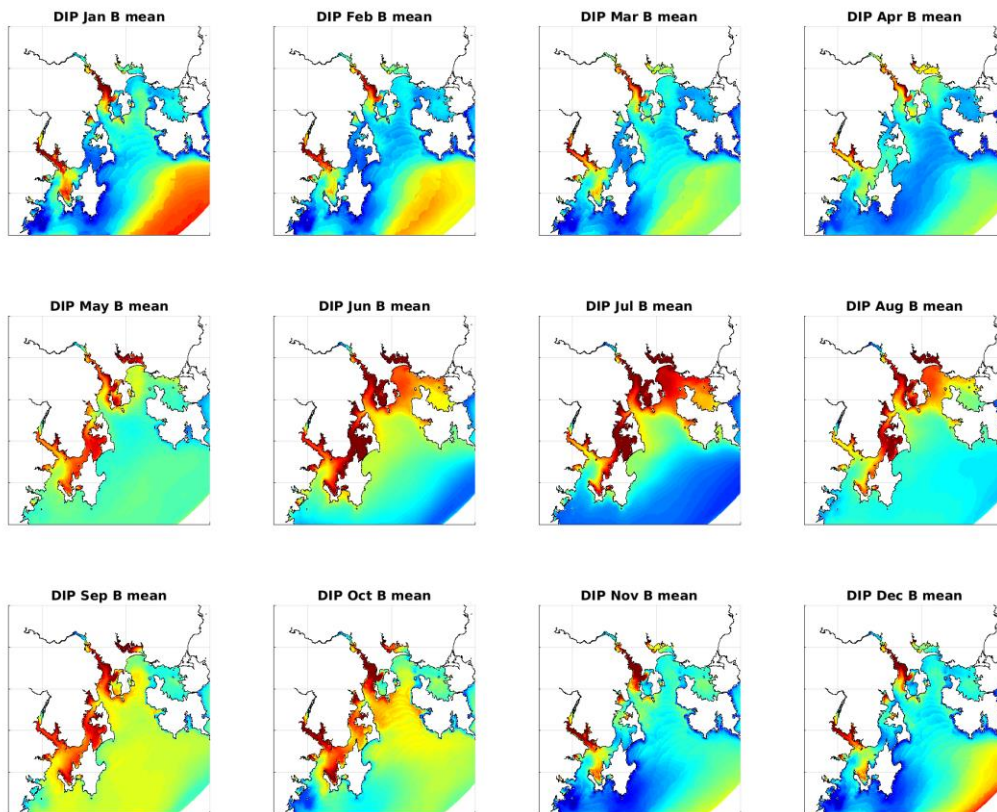 DIP Jan B mean
DIP Feb B mean
DIP Mar B mean
DIP Apr B mean
DIP May B mean
DIP Jun B mean
DIP Jul B mean
DIP Aug B mean
DIP Sep B mean
DIP Oct B mean
DIP Nov B mean
DIP Dec B mean